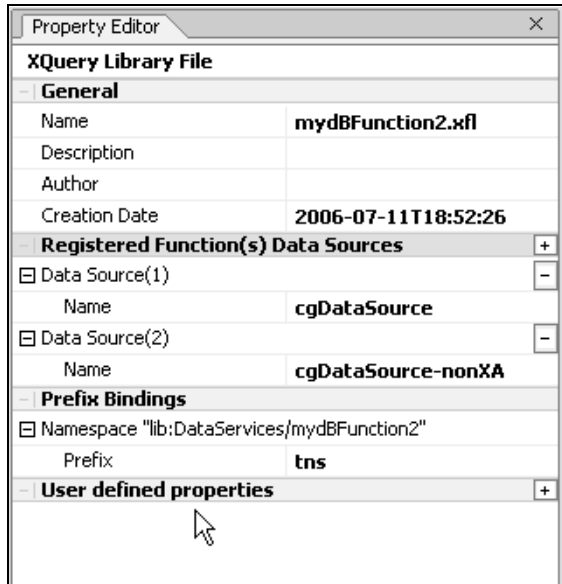 Property Editor
XQuery Library File
General
Name mydBFunction2.xfl
Description
Author
Creation Date 2006-07-11T18:52:26
Registered Function(s) Data Sources
Data Source(1)
Name cgDataSource
Data Source(2)
Name cgDataSource-nonXA
Prefix Bindings
Namespace "lib:DataServices/mydBFunction2"
Prefix tns
User defined properties